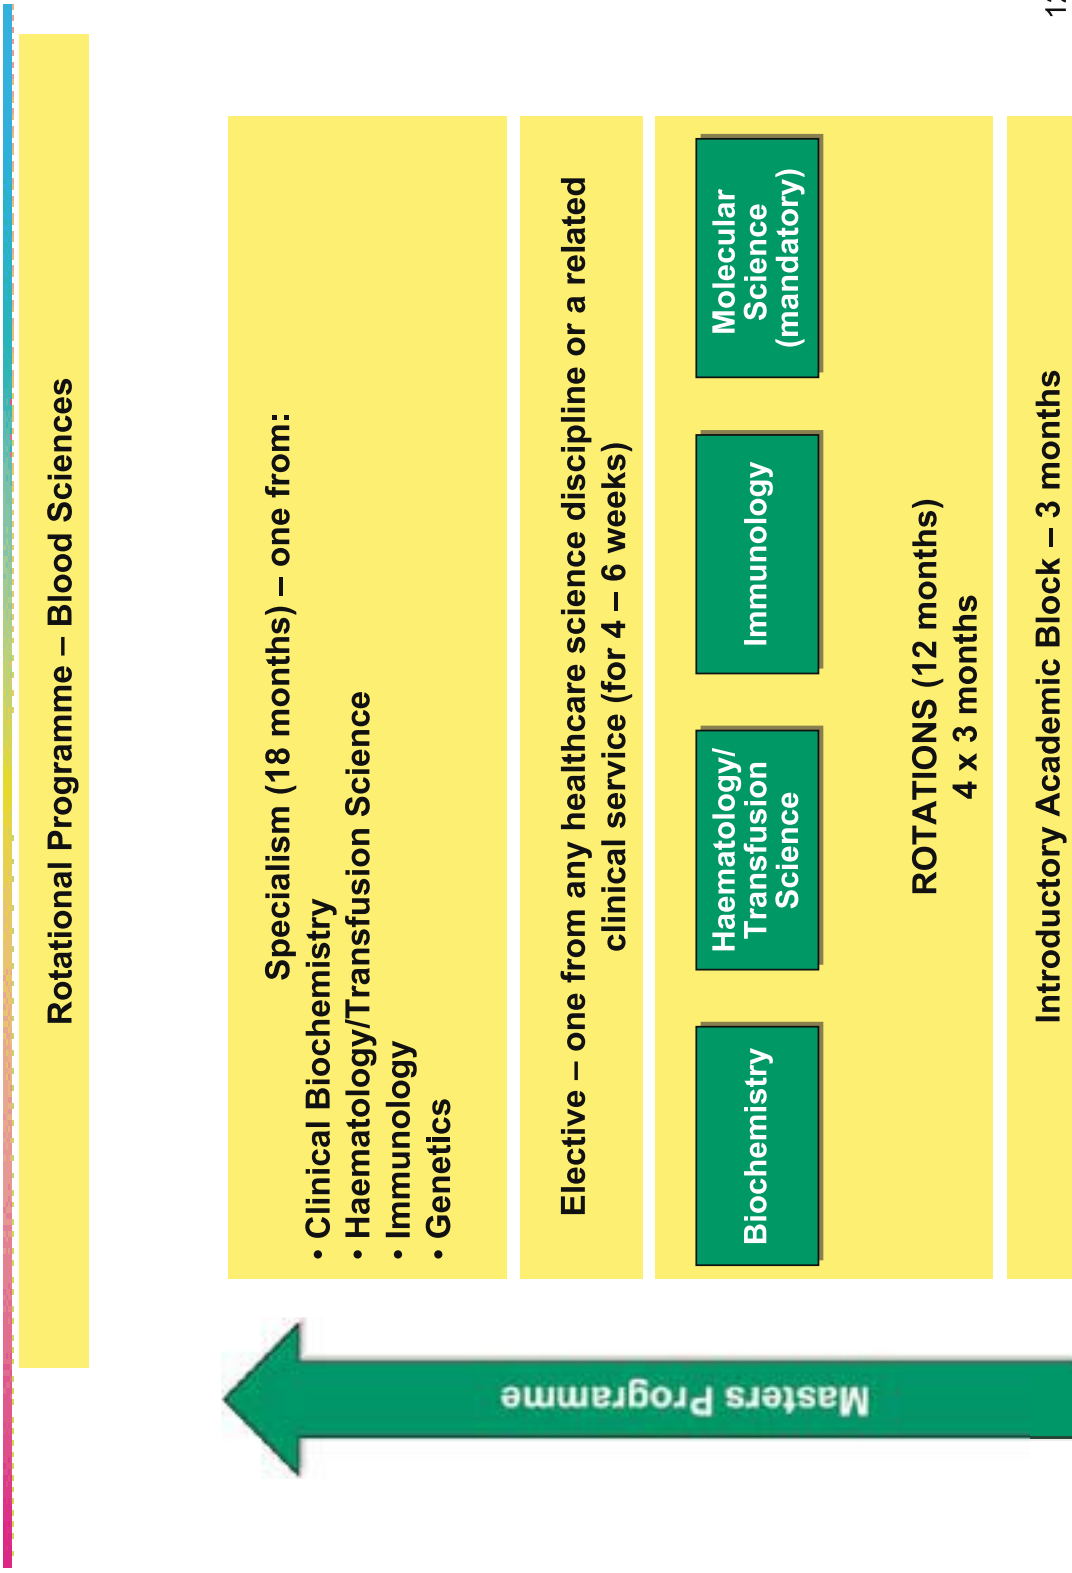 Rotational Programme – Blood Sciences
Specialism (18 months) – one from:
• Clinical Biochemistry
• Haematology/Transfusion Science
• Immunology
• Genetics
Elective – one from any healthcare science discipline or a related
clinical service (for 4 – 6 weeks)
Biochemistry
Haematology/
Transfusion
Science
Immunology
Molecular
Science
(mandatory)
ROTATIONS (12 months)
4 x 3 months
Introductory Academic Block – 3 months
Masters Programme